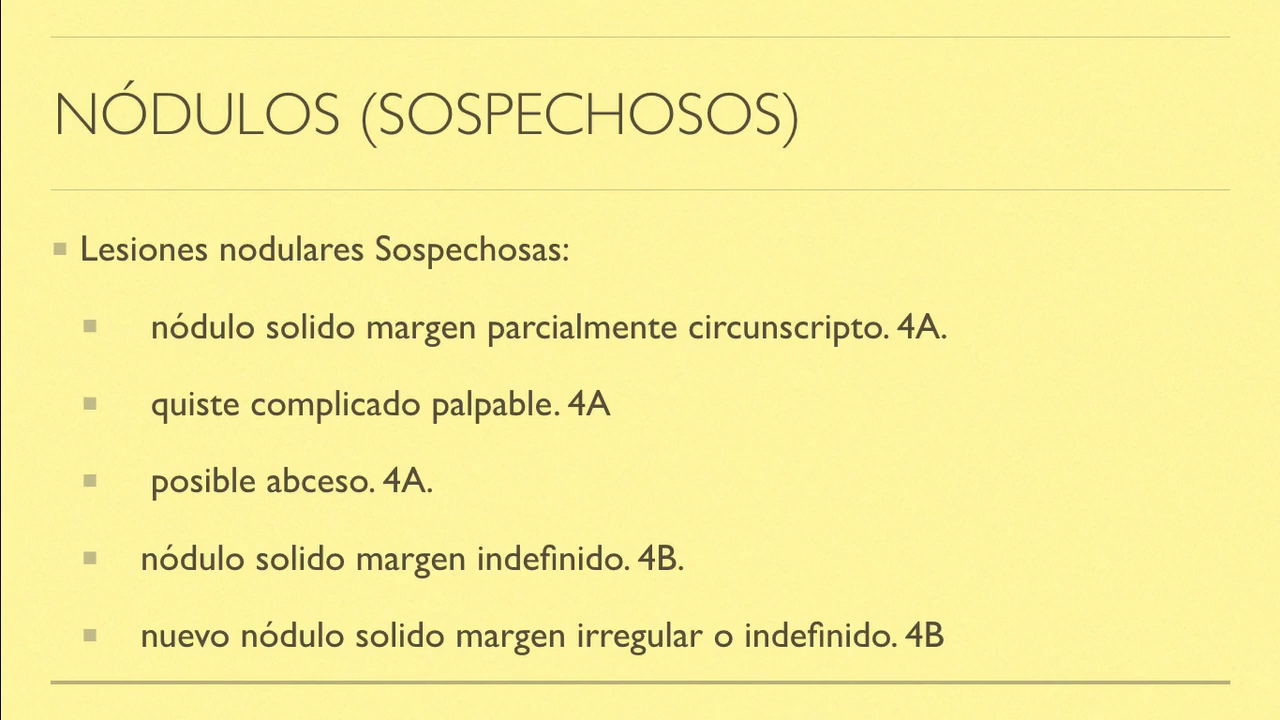 NÓDULOS (SOSPECHOSOS)
Lesiones nodulares Sospechosas:
nódulo solido margen parcialmente circunscripto. 4A.
quiste complicado palpable. 4A
posible abceso. 4A.
nódulo solido margen indefinido. 4B.
nuevo nódulo solido margen irregular o indefinido. 4B